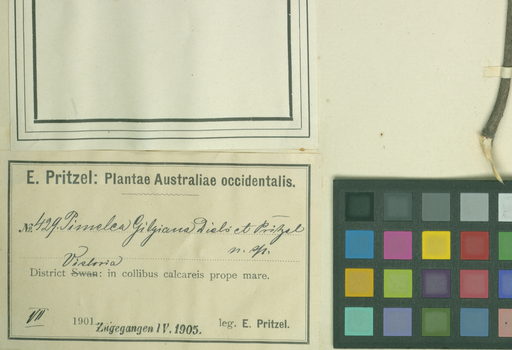 E. Pritzel: Plantae Australiae occidentalis.
No. 429. Pimelea Gilgiana Diels et Pritzel
n. sp.
Victoria
District Swan: in collibus calcareis prope mare.
VII 1901. Zugegangen IV. 1905. leg. E. Pritzel.